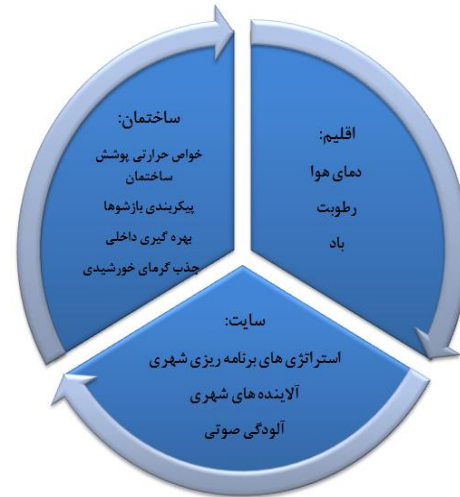 اقلیم:
دمای هوا
رطوبت
باد
سایت:
استراتژی های برنامه ریزی شهری
آلاینده های شهری
آلودگی صوتی
ساختمان:
خواص حرارتی پوشش
ساختمان
پیکربندی بازشوها
بهره گیری داخلی
جذب گرمای خورشیدی